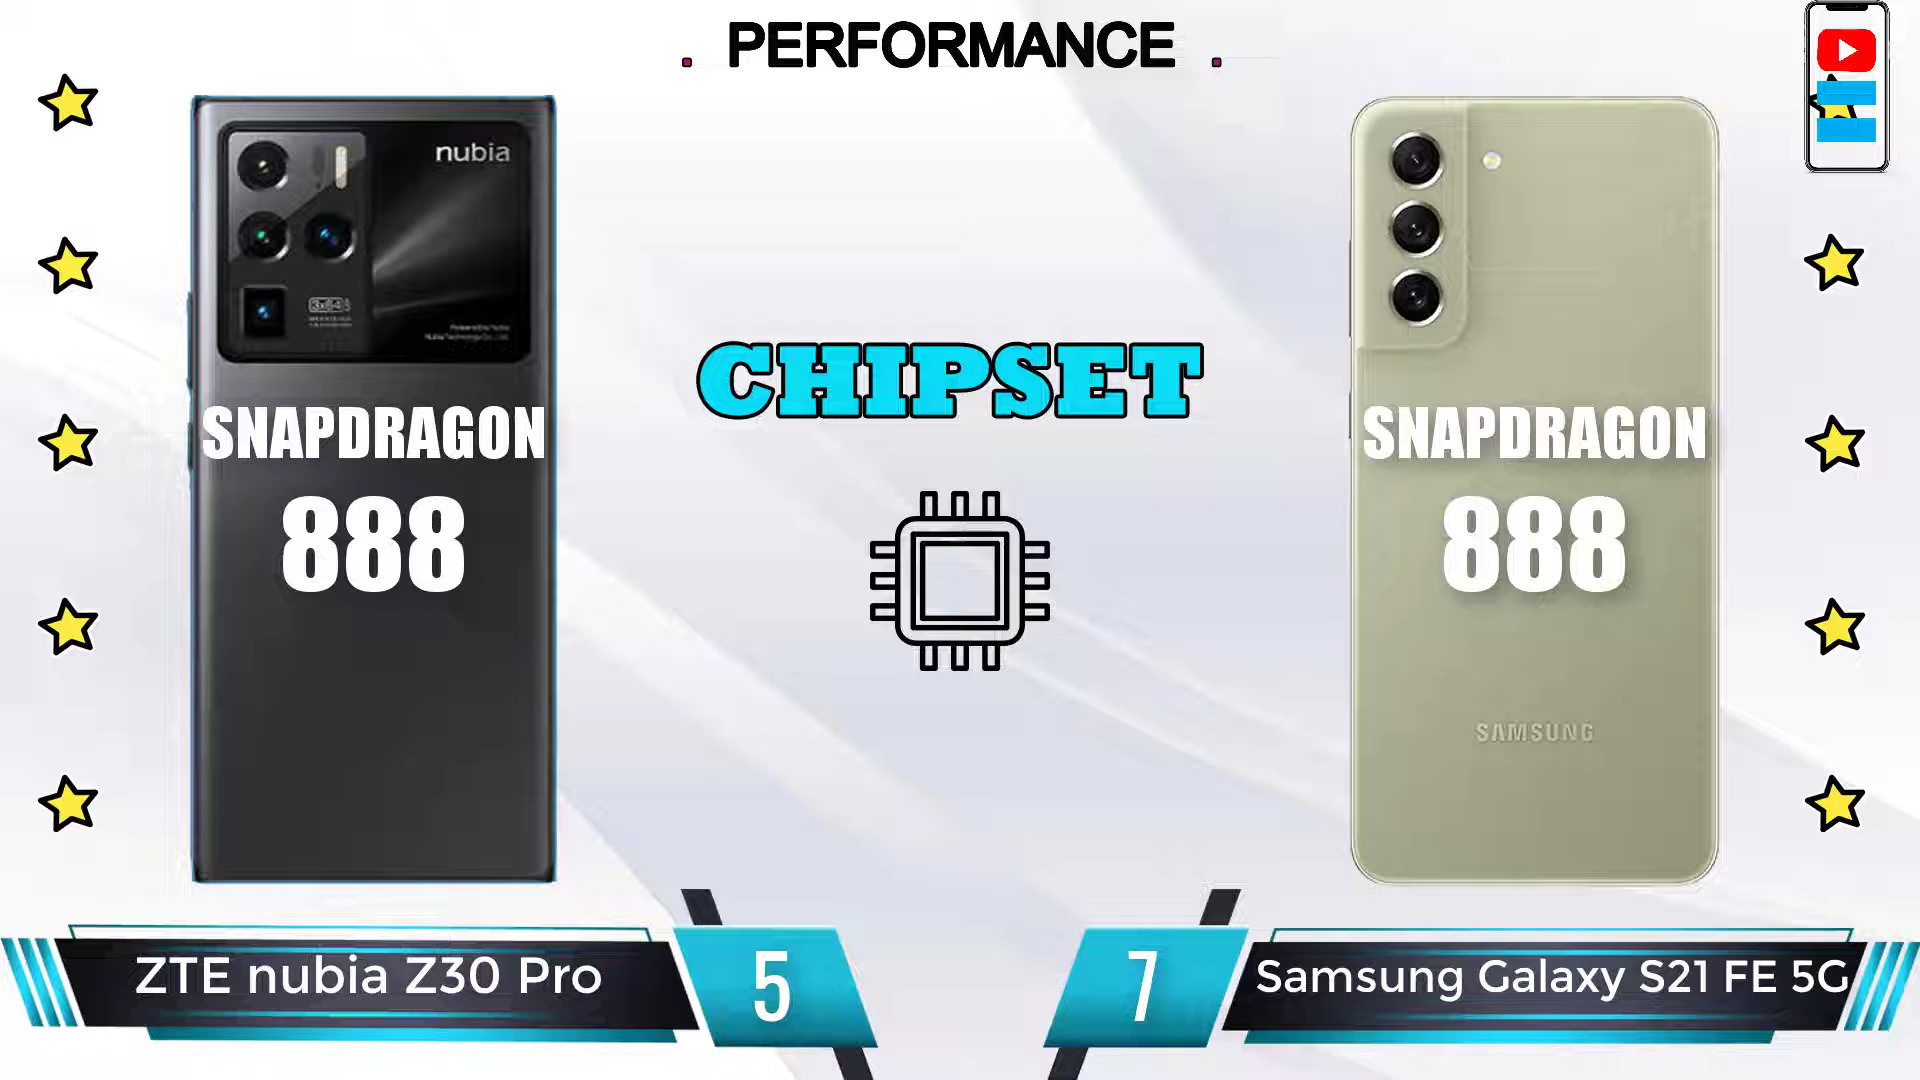 PERFORMANCE
nubia
CHIPSET
SNAPDRAGON
888
SNAPDRAGON
888
SAMSUNG
ZTE nubia Z30 Pro
5
7
Samsung Galaxy S21 FE 5G